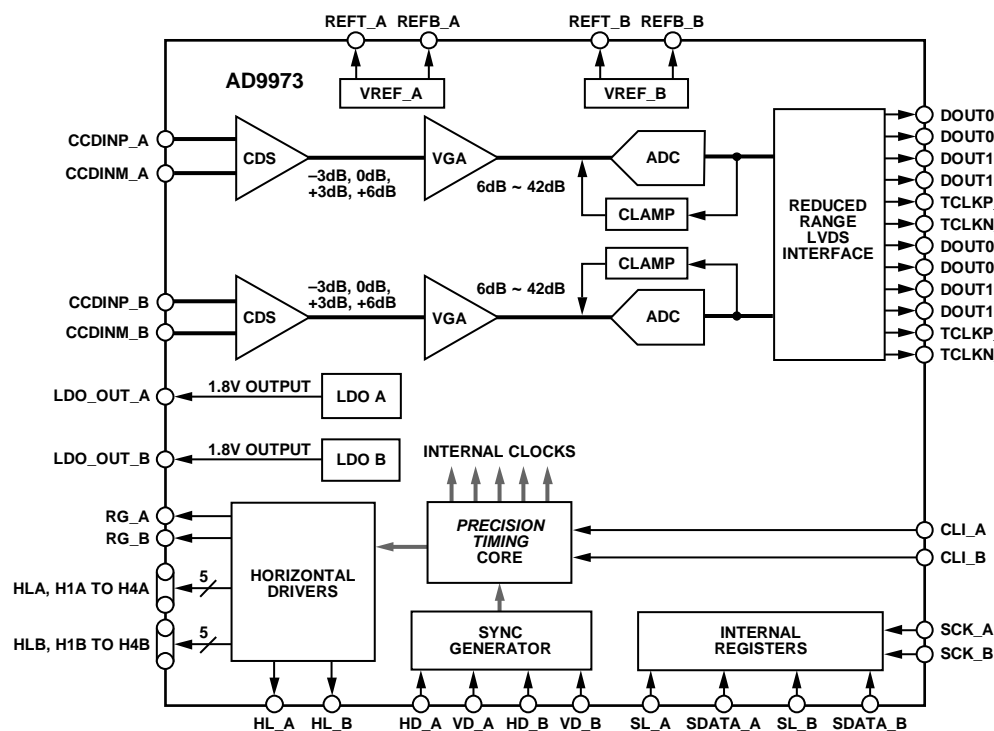 REFT_A REFB_A REFT_B REFB_B
AD9973
VREF_A
VREF_B
CCDINP_A
CCDINM_A
CDS
–3dB, 0dB,
+3dB, +6dB
VGA
6dB ~ 42dB
ADC
CLAMP
CCDINP_B
CCDINM_B
CDS
–3dB, 0dB,
+3dB, +6dB
VGA
6dB ~ 42dB
CLAMP
ADC
REDUCED
RANGE
LVDS
INTERFACE
DOUT0
DOUT0
DOUT1
DOUT1
TCLKP_
TCLKN
DOUT0
DOUT0
DOUT1
DOUT1
TCLKP_
TCLKN
LDO_OUT_A
1.8V OUTPUT
LDO A
LDO_OUT_B
1.8V OUTPUT
LDO B
INTERNAL CLOCKS
RG_A
RG_B
HLA, H1A TO H4A
5
HLB, H1B TO H4B
5
HORIZONTAL
DRIVERS
PRECISION
TIMING
CORE
CLI_A
CLI_B
SYNC
GENERATOR
INTERNAL
REGISTERS
SCK_A
SCK_B
HL_A HL_B HD_A VD_A HD_B VD_B SL_A SDATA_A SL_B SDATA_B